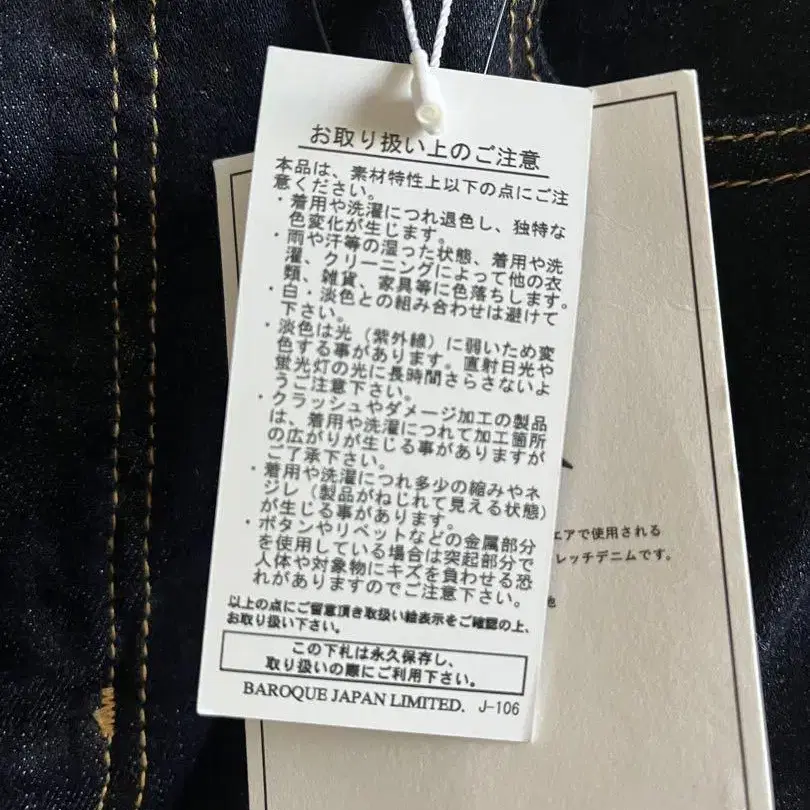 お取り扱い上のご注意
本品は、素材特性上以下の点にご注
意ください。
・着用や洗濯につれ退色し、独特な
色変化が生じます。
・雨や汗等の湿った状態、着用や洗
濯、クリーニングによって他の衣
類、雑貨、家具等に色落ちします。
・白・淡色との組み合わせは避けて
下さい。
・淡色は光（紫外線）に弱いため変
色する事があります。直射日光や
蛍光灯の光に長時間さらさないよ
うご注意下さい。
・クラッシュやダメージ加工の製品
は、着用や洗濯につれて加工箇所
の広がりが生じる事がありますが
ご了承下さい。
・着用や洗濯につれ多少の縮みやネ
ジレ（製品がねじれて見える状態）
が生じる事があります。
・ボタンやリベットなどの金属部分
を使用している場合は突起部分で
人体や対象物にキズを負わせる恐
れがありますのでご注意下さい。
以上の点にご留意頂き取扱い絵表示をご確認の上、
お取り扱い下さい。
この下札は永久保存し、
取り扱いの際にご利用下さい。
BAROQUE JAPAN LIMITED. J-106
エアで使用される
レッチデニムです。
地